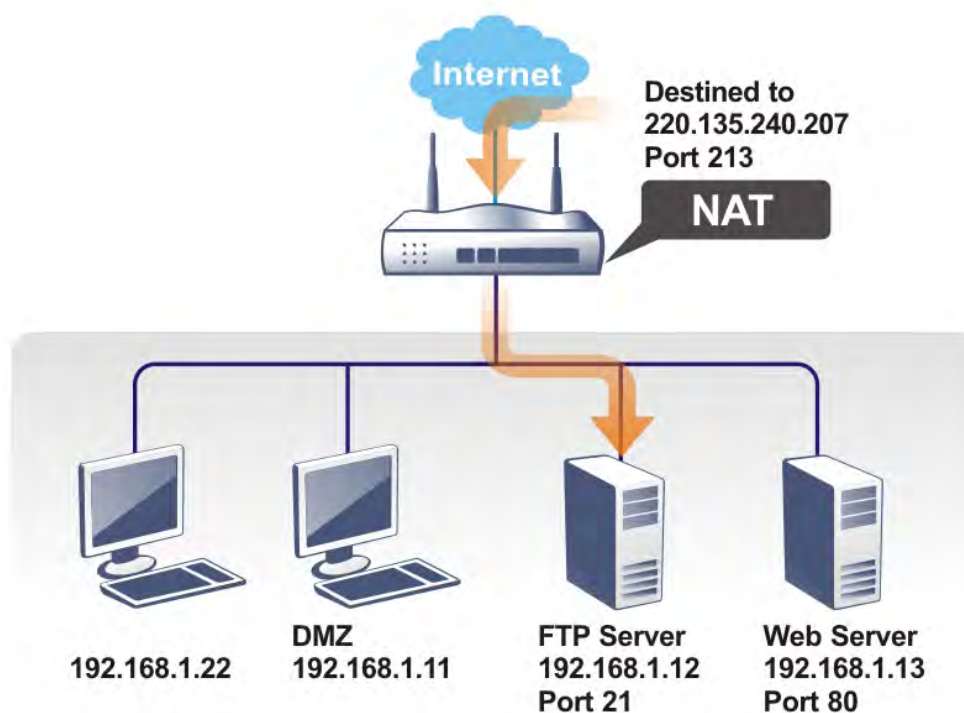 Internet
Destined to
220.135.240.207
Port 213
NAT
192.168.1.22
DMZ
192.168.1.11
FTP Server
192.168.1.12
Port 21
Web Server
192.168.1.13
Port 80